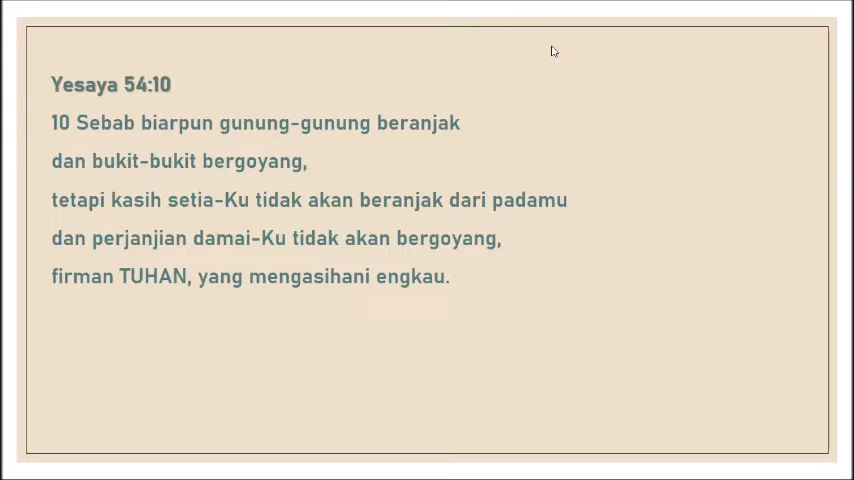 Yesaya 54:10
10 Sebab biarpun gunung-gunung beranjak
dan bukit-bukit bergoyang,
tetapi kasih setia-Ku tidak akan beranjak dari padamu
dan perjanjian damai-Ku tidak akan bergoyang,
firman TUHAN, yang mengasihani engkau.